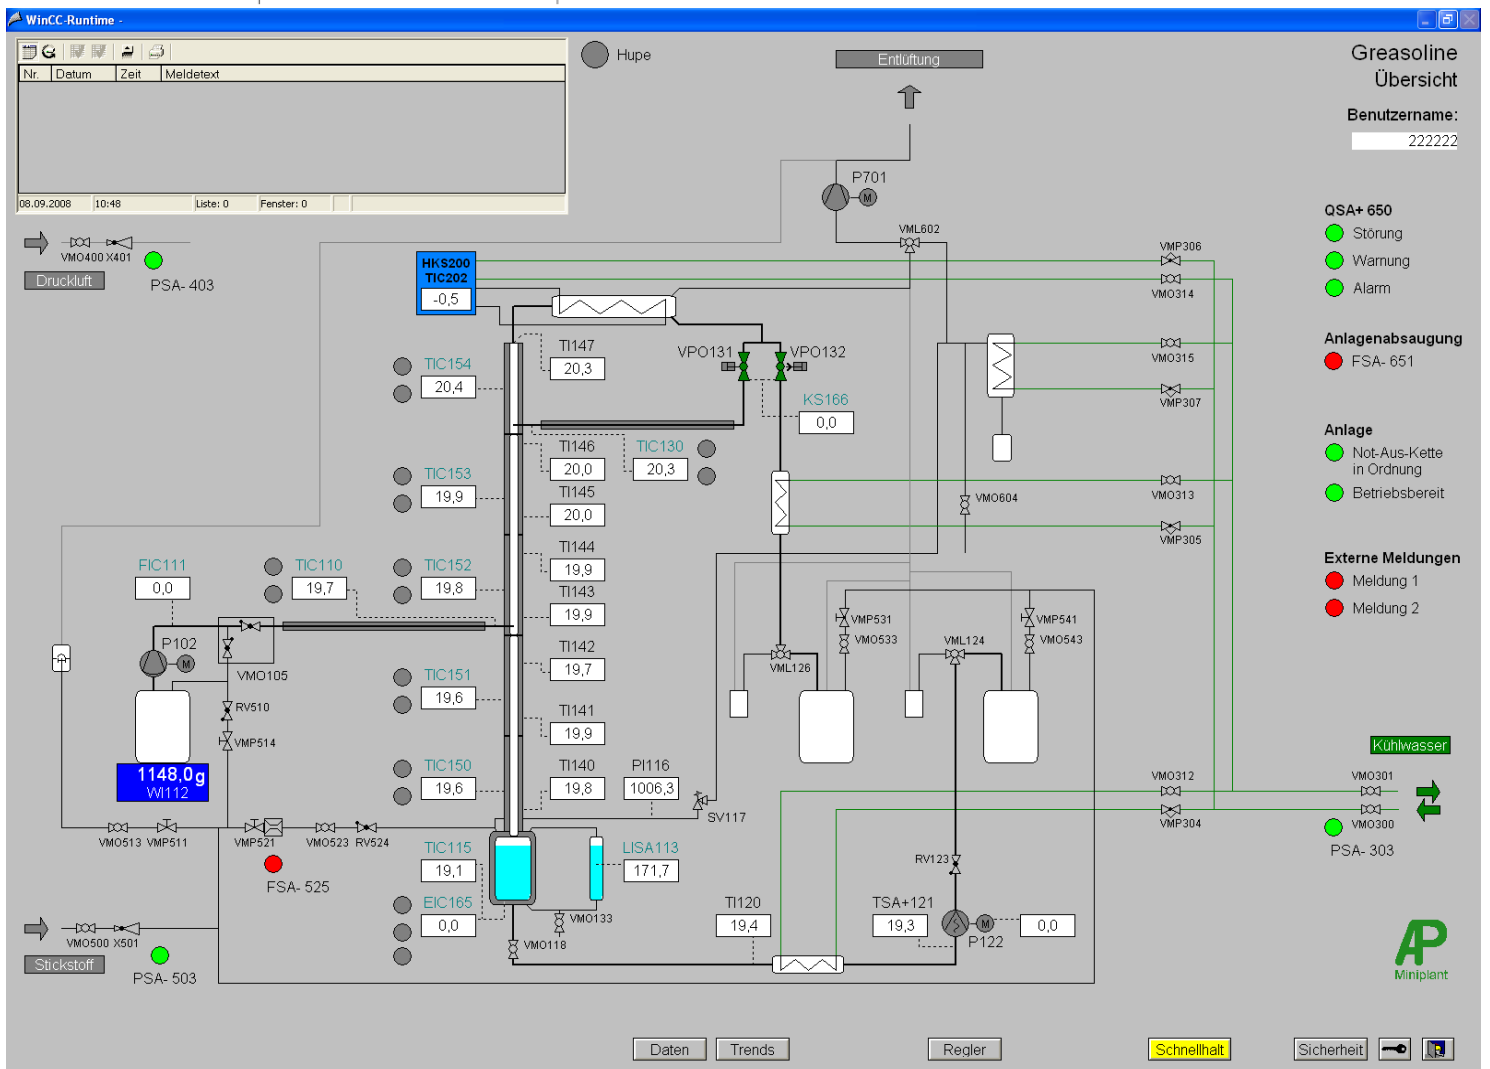 WinCC-Runtime -
Nr. Datum Zeit Meldetext
08.09.2008 10:48 Liste: 0 Fenster: 0
Hupe
Entlüftung
Greasoline
Übersicht
Benutzername:
222222
P701
M
VML602
QSA+ 650
Störung
Warnung
Alarm
VMO400 X401
Druckluft
PSA- 403
HKS200
TIC202
-0,5
VMP306
VMO314
VMO315
VMP307
Anlagenabsaugung
FSA- 651
TI147
20,3
TIC154
20,4
VPO131
VPO132
KS166
0,0
TI146
20,0
TIC130
20,3
TIC153
19,9
TI145
20,0
VMO604
VMO313
VMP305
Anlage
Not-Aus-Kette
in Ordnung
Betriebsbereit
FIC111
0,0
TIC110
19,7
TIC152
19,8
TI144
19,9
TI143
19,9
Externe Meldungen
Meldung 1
Meldung 2
P102
M
VMO105
TI142
19,7
TIC151
19,6
VMP531
VMO533
VML126
VML124
VMP541
VMO543
RV510
VMP514
TI141
19,9
1148,0g
WI112
TIC150
19,6
TI140
19,8
PI116
1006,3
SV117
Kühlwasser
VMO312
VMO301
VMP304
VMO300
PSA- 303
VMO513 VMP511
VMP521
VMO523 RV524
FSA- 525
TIC115
19,1
LISA113
171,7
RV123
EIC165
0,0
VMO133
VMO118
TI120
19,4
TSA+121
19,3
M
P122
0,0
VMO500 X501
Stickstoff
PSA- 503
AP
Miniplant
Daten
Trends
Regler
Schnellhalt
Sicherheit